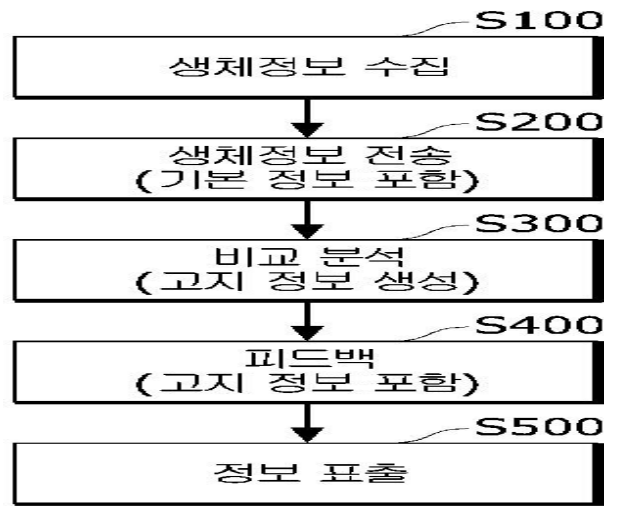 S100
생체정보 수집
S200
생체정보 전송
(기본 정보 포함)
S300
비교 분석
(고지 정보 생성)
S400
피드백
(고지 정보 포함)
S500
정보 표출